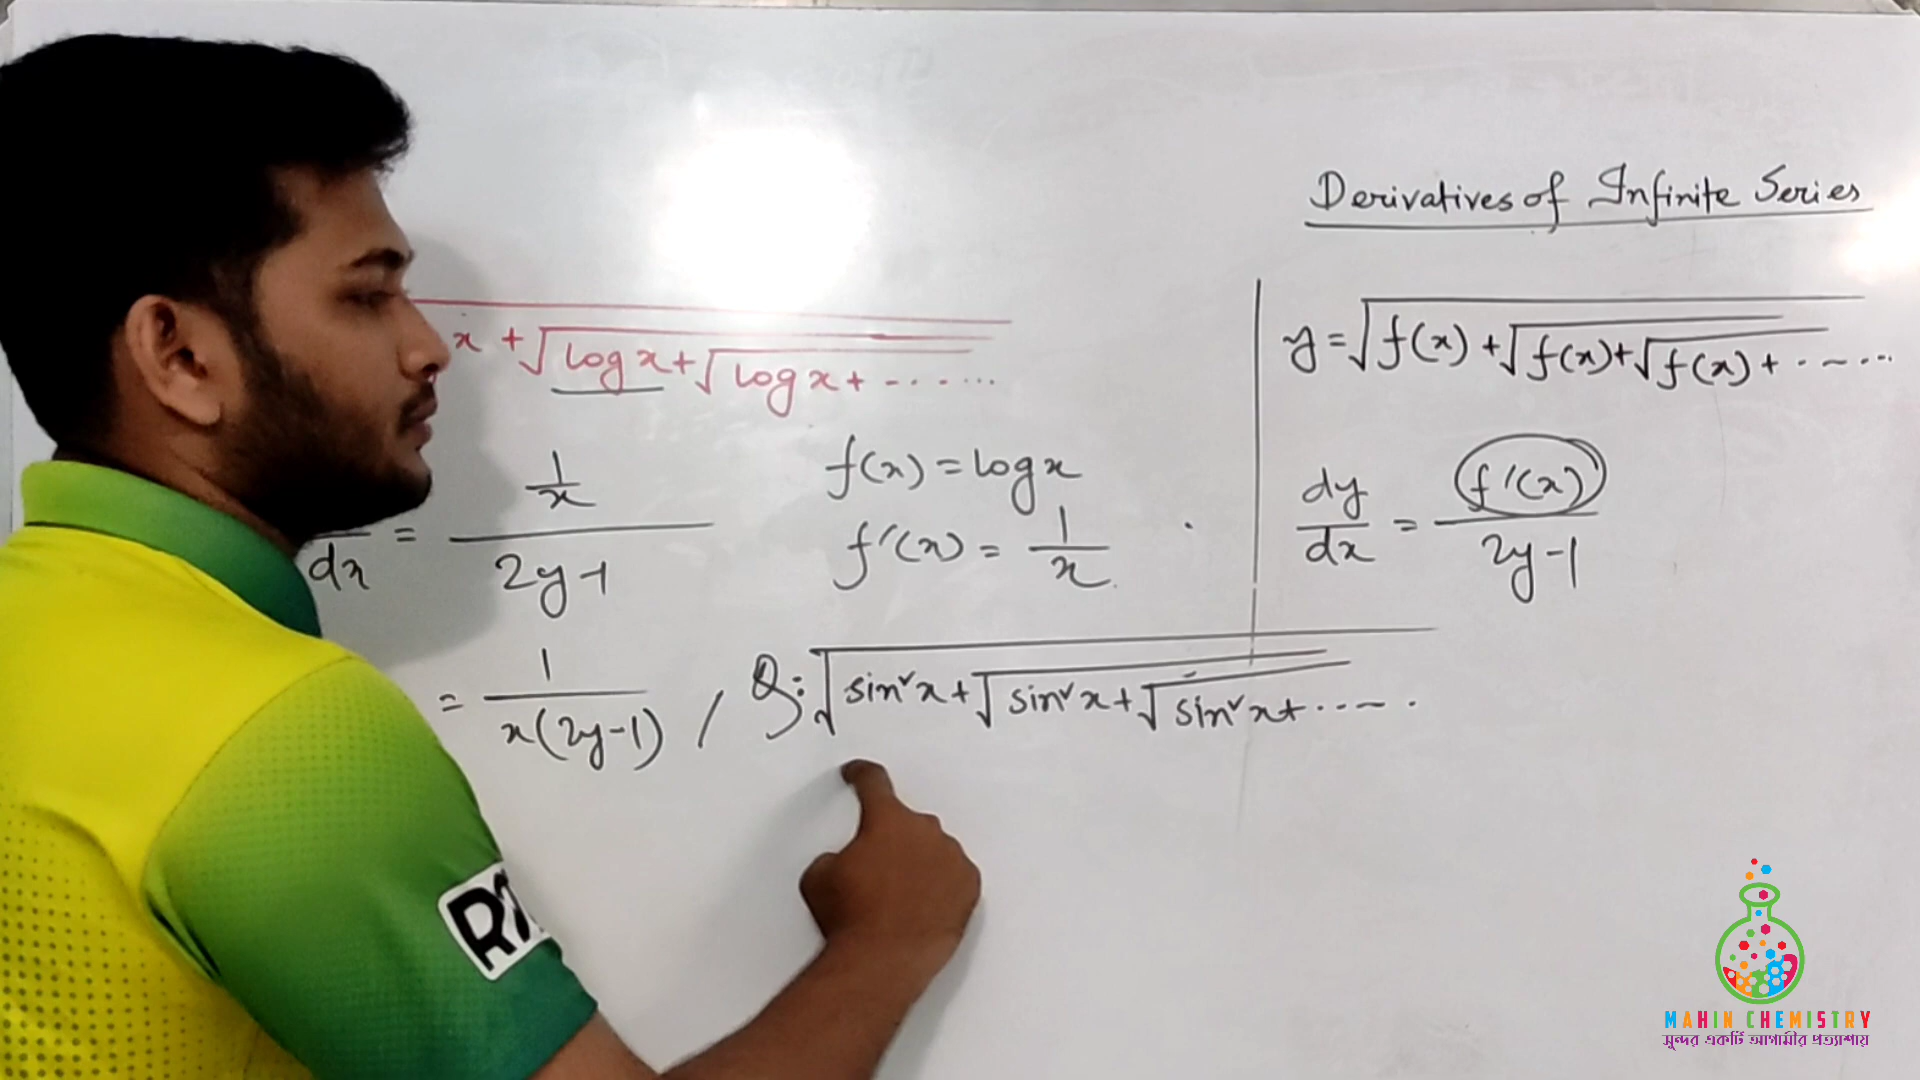 Derivatives of Infinite Series
x + √(log x + √(log x + - - - ...
y = √(f(x) + √(f(x) + √(f(x) + . - ~ ...
f(x) = log x
f'(x) = 1/x
dx = (1/x)/(2y-1)
dy/dx = f'(x)/(2y-1)
= 1/(x(2y-1)) /
Q: √(sin²x + √(sin²x + √(sin²x + ... - .
R
MAHIN CHEMISTRY
সুন্দর একটি আগামীর প্রত্যাশায়